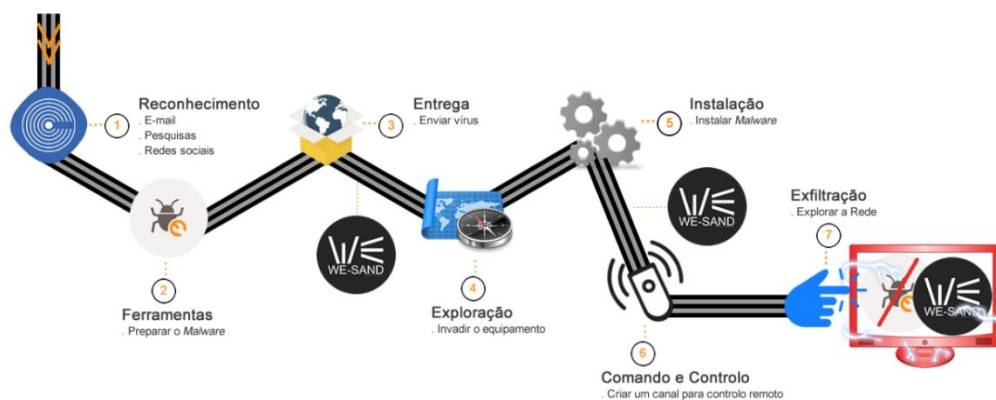 1
Reconhecimento
. E-mail
. Pesquisas
. Redes sociais
2
Ferramentas
. Preparar o Malware
3
Entrega
. Enviar vírus
WE-SAND
4
Exploração
. Invadir o equipamento
5
Instalação
. Instalar Malware
WE-SAND
6
Comando e Controlo
. Criar um canal para controlo remoto
Exfiltração
. Explorar a Rede
7
WE-SAND